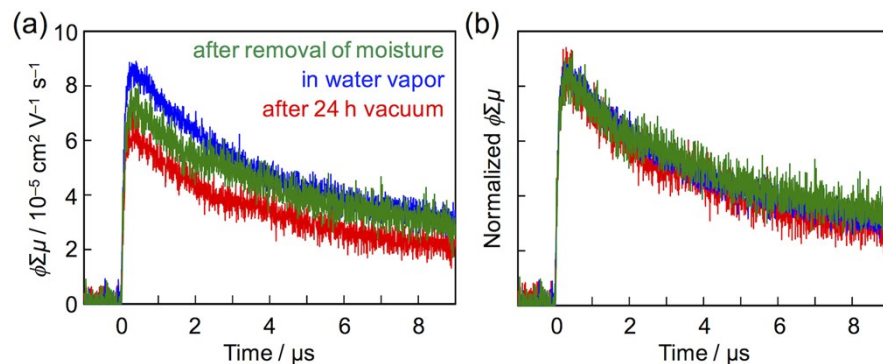 (a)
after removal of moisture
in water vapor
after 24 h vacuum
ϕΣμ / 10⁻⁵ cm² V⁻¹ s⁻¹
10
8
6
4
2
0
0 2 4 6 8
Time / μs
(b)
Normalized ϕΣμ
0 2 4 6 8
Time / μs